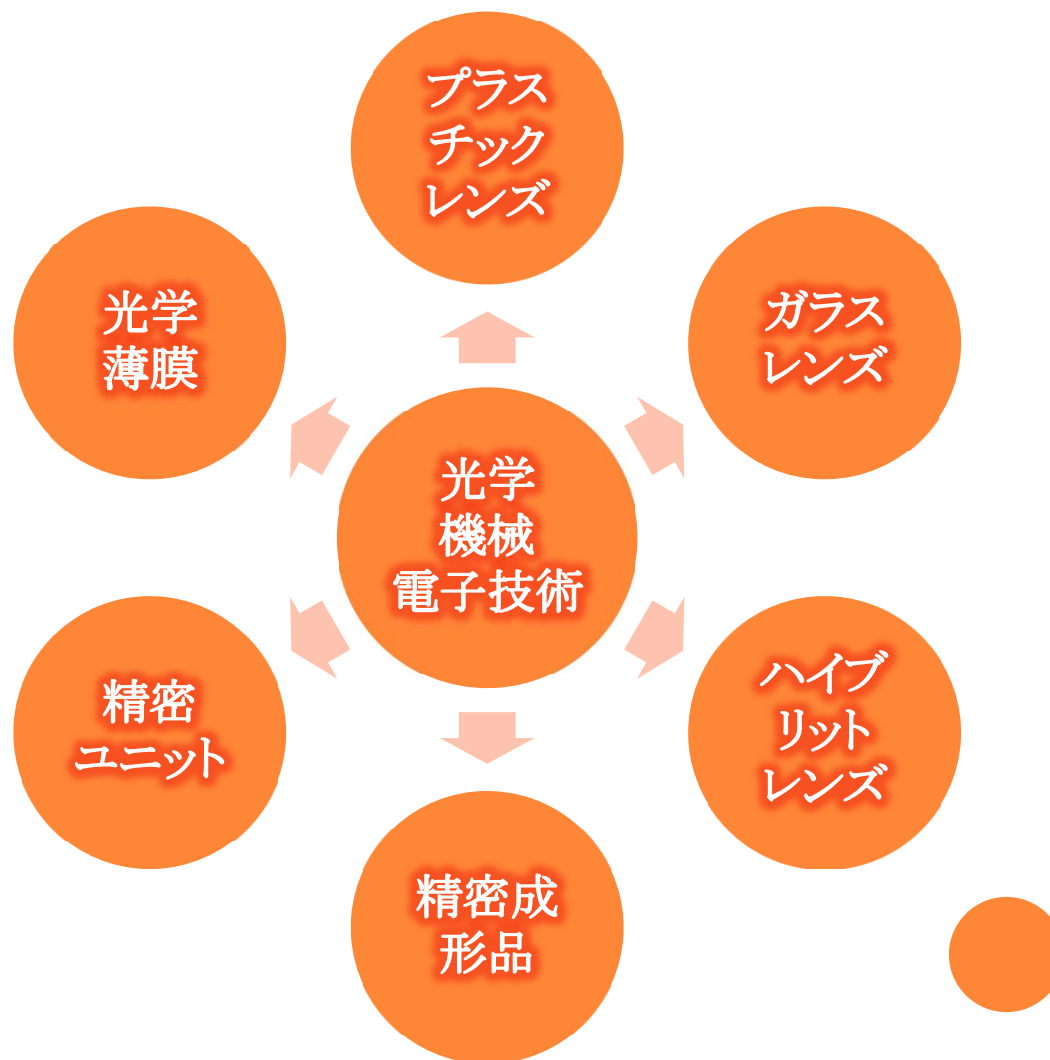 プラス
チック
レンズ
ガラス
レンズ
光学
薄膜
光学
機械
電子技術
ハイブ
リット
レンズ
精密
ユニット
精密成
形品